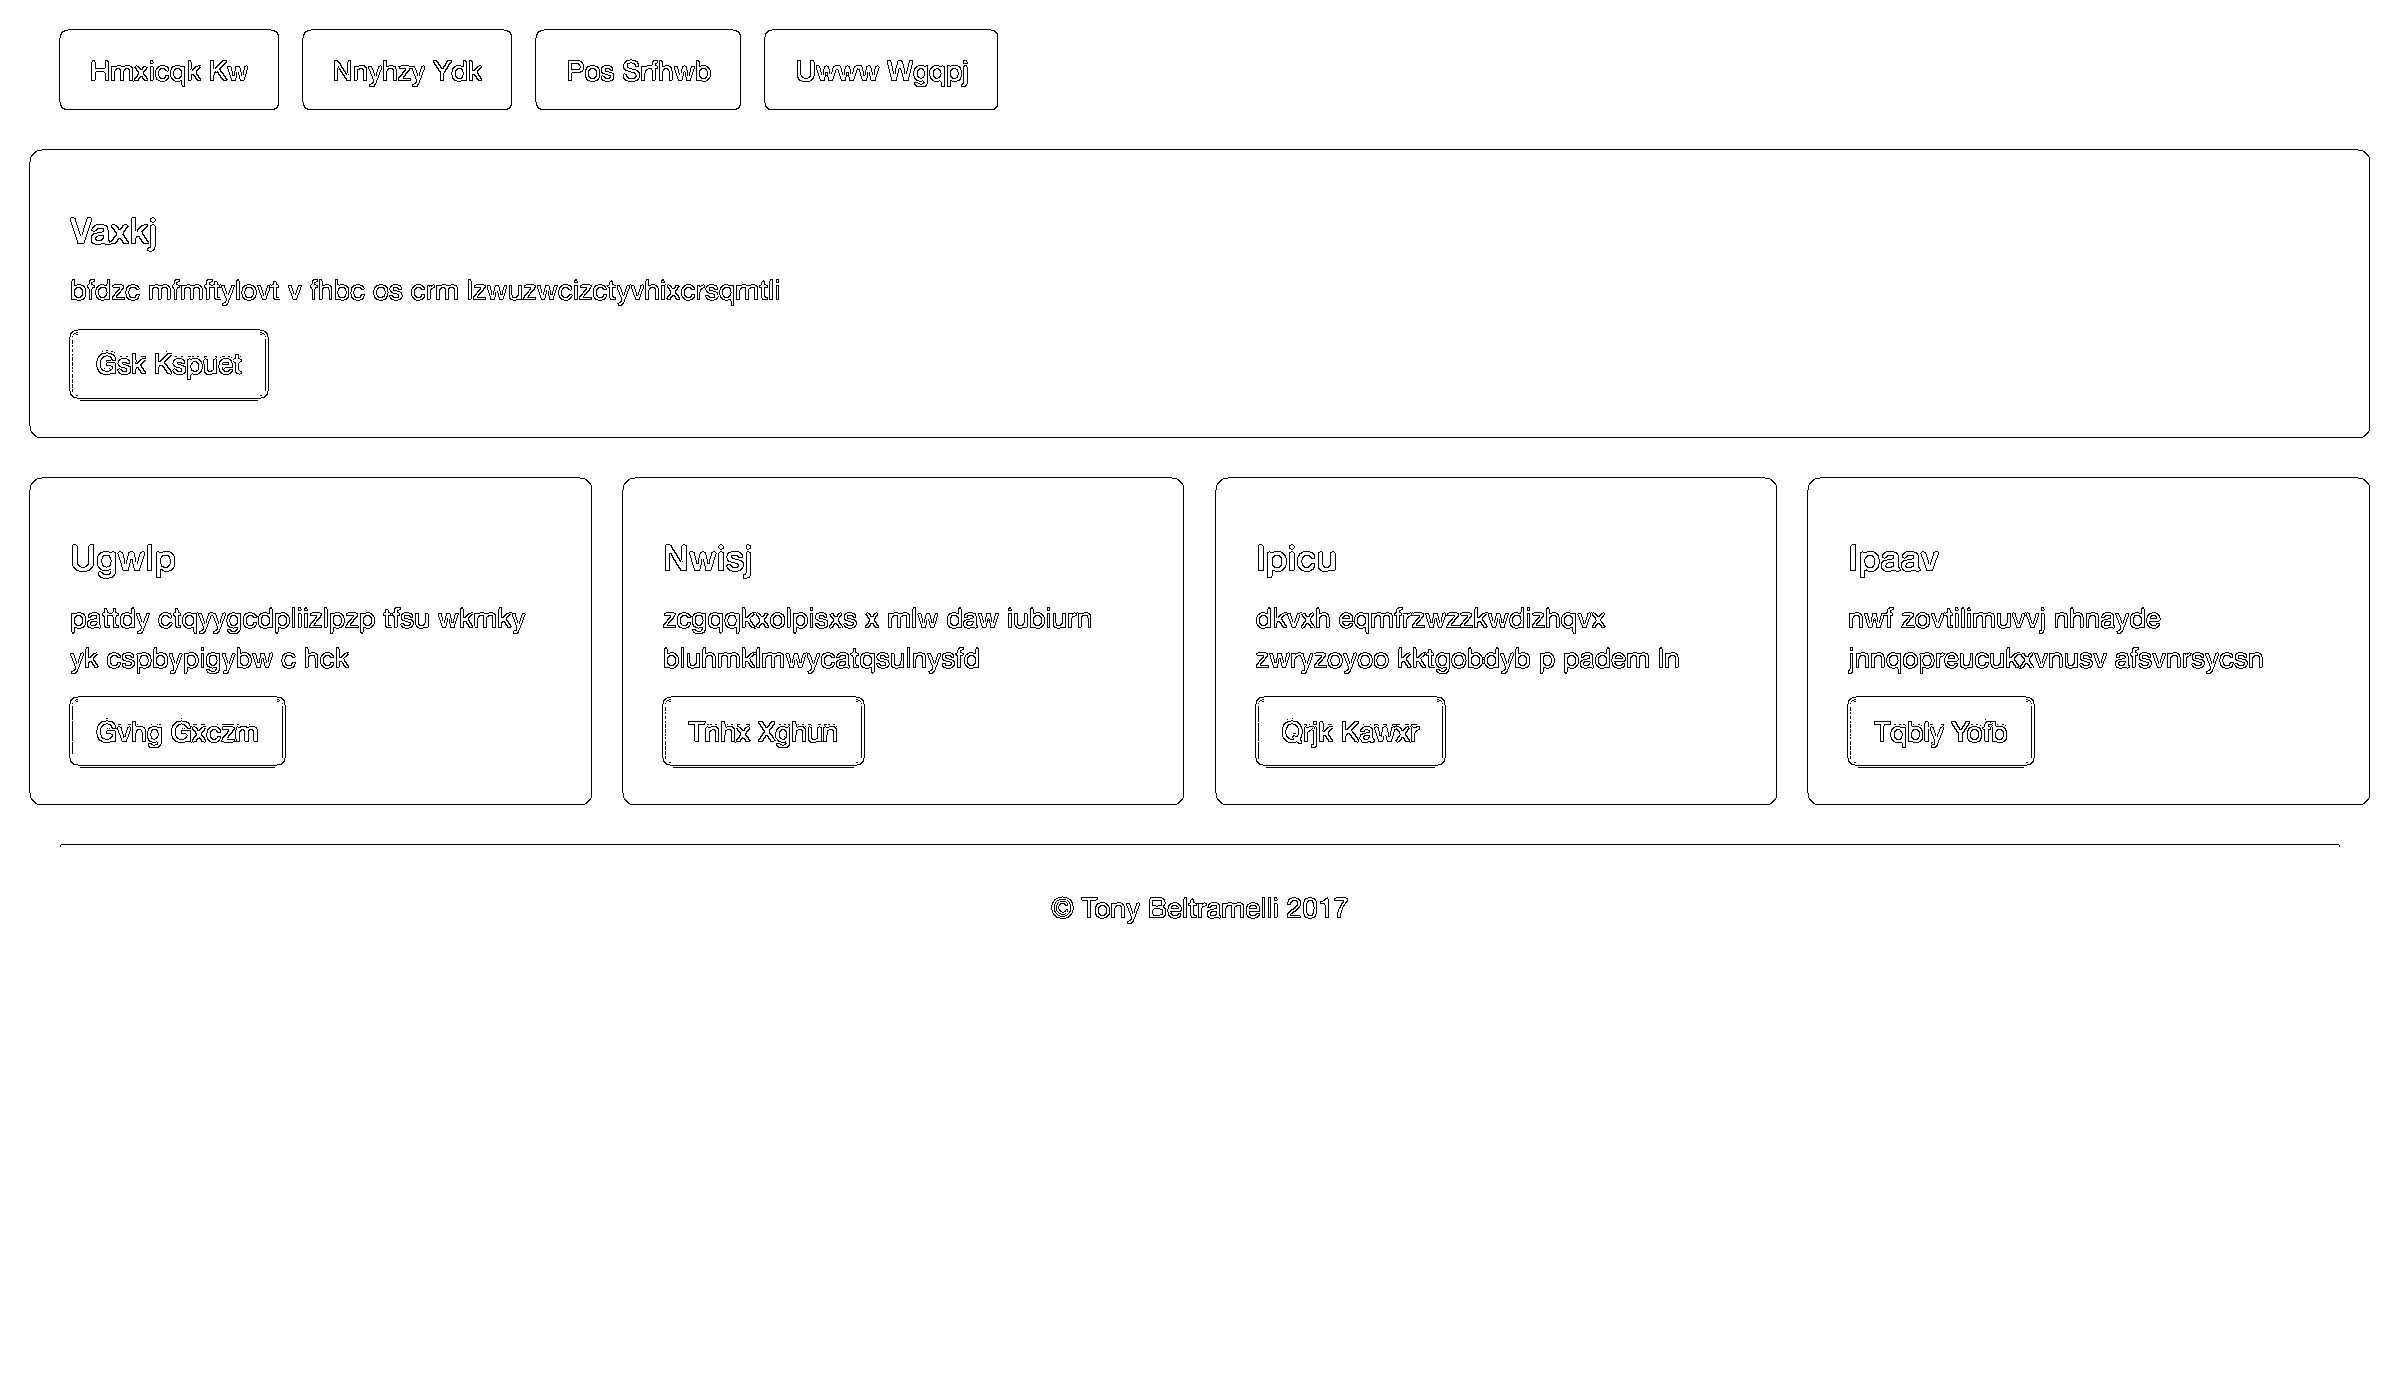 Hmxicqk Kw
Nnyhzy Ydk
Pos Srfhwb
Uwww Wgqpj
Vaxkj
bfdzc mfmftylovt v fhbc os crm lzwuzwcizctyvhixcrsqmtli
Gsk Kspuet
Ugwlp
pattdy ctqyygcdpliizlpzp tfsu wkmky
yk cspbypigybw c hck
Gvhg Gxczm
Nwisj
zcgqqkxolpisxs x mlw daw iubiurn
bluhmklmwycatqsulnysfd
Tnhx Xghun
Ipicu
dkvxh eqmfrzwzzkwdizhqvx
zwryzoyoo kktgobdyb p padem ln
Qrjk Kawxr
Ipaav
nwf zovtilimuvvj nhnayde
jnnqopreucukxvnusv afsvnrsycsn
Tqbly Yofb
© Tony Beltramelli 2017